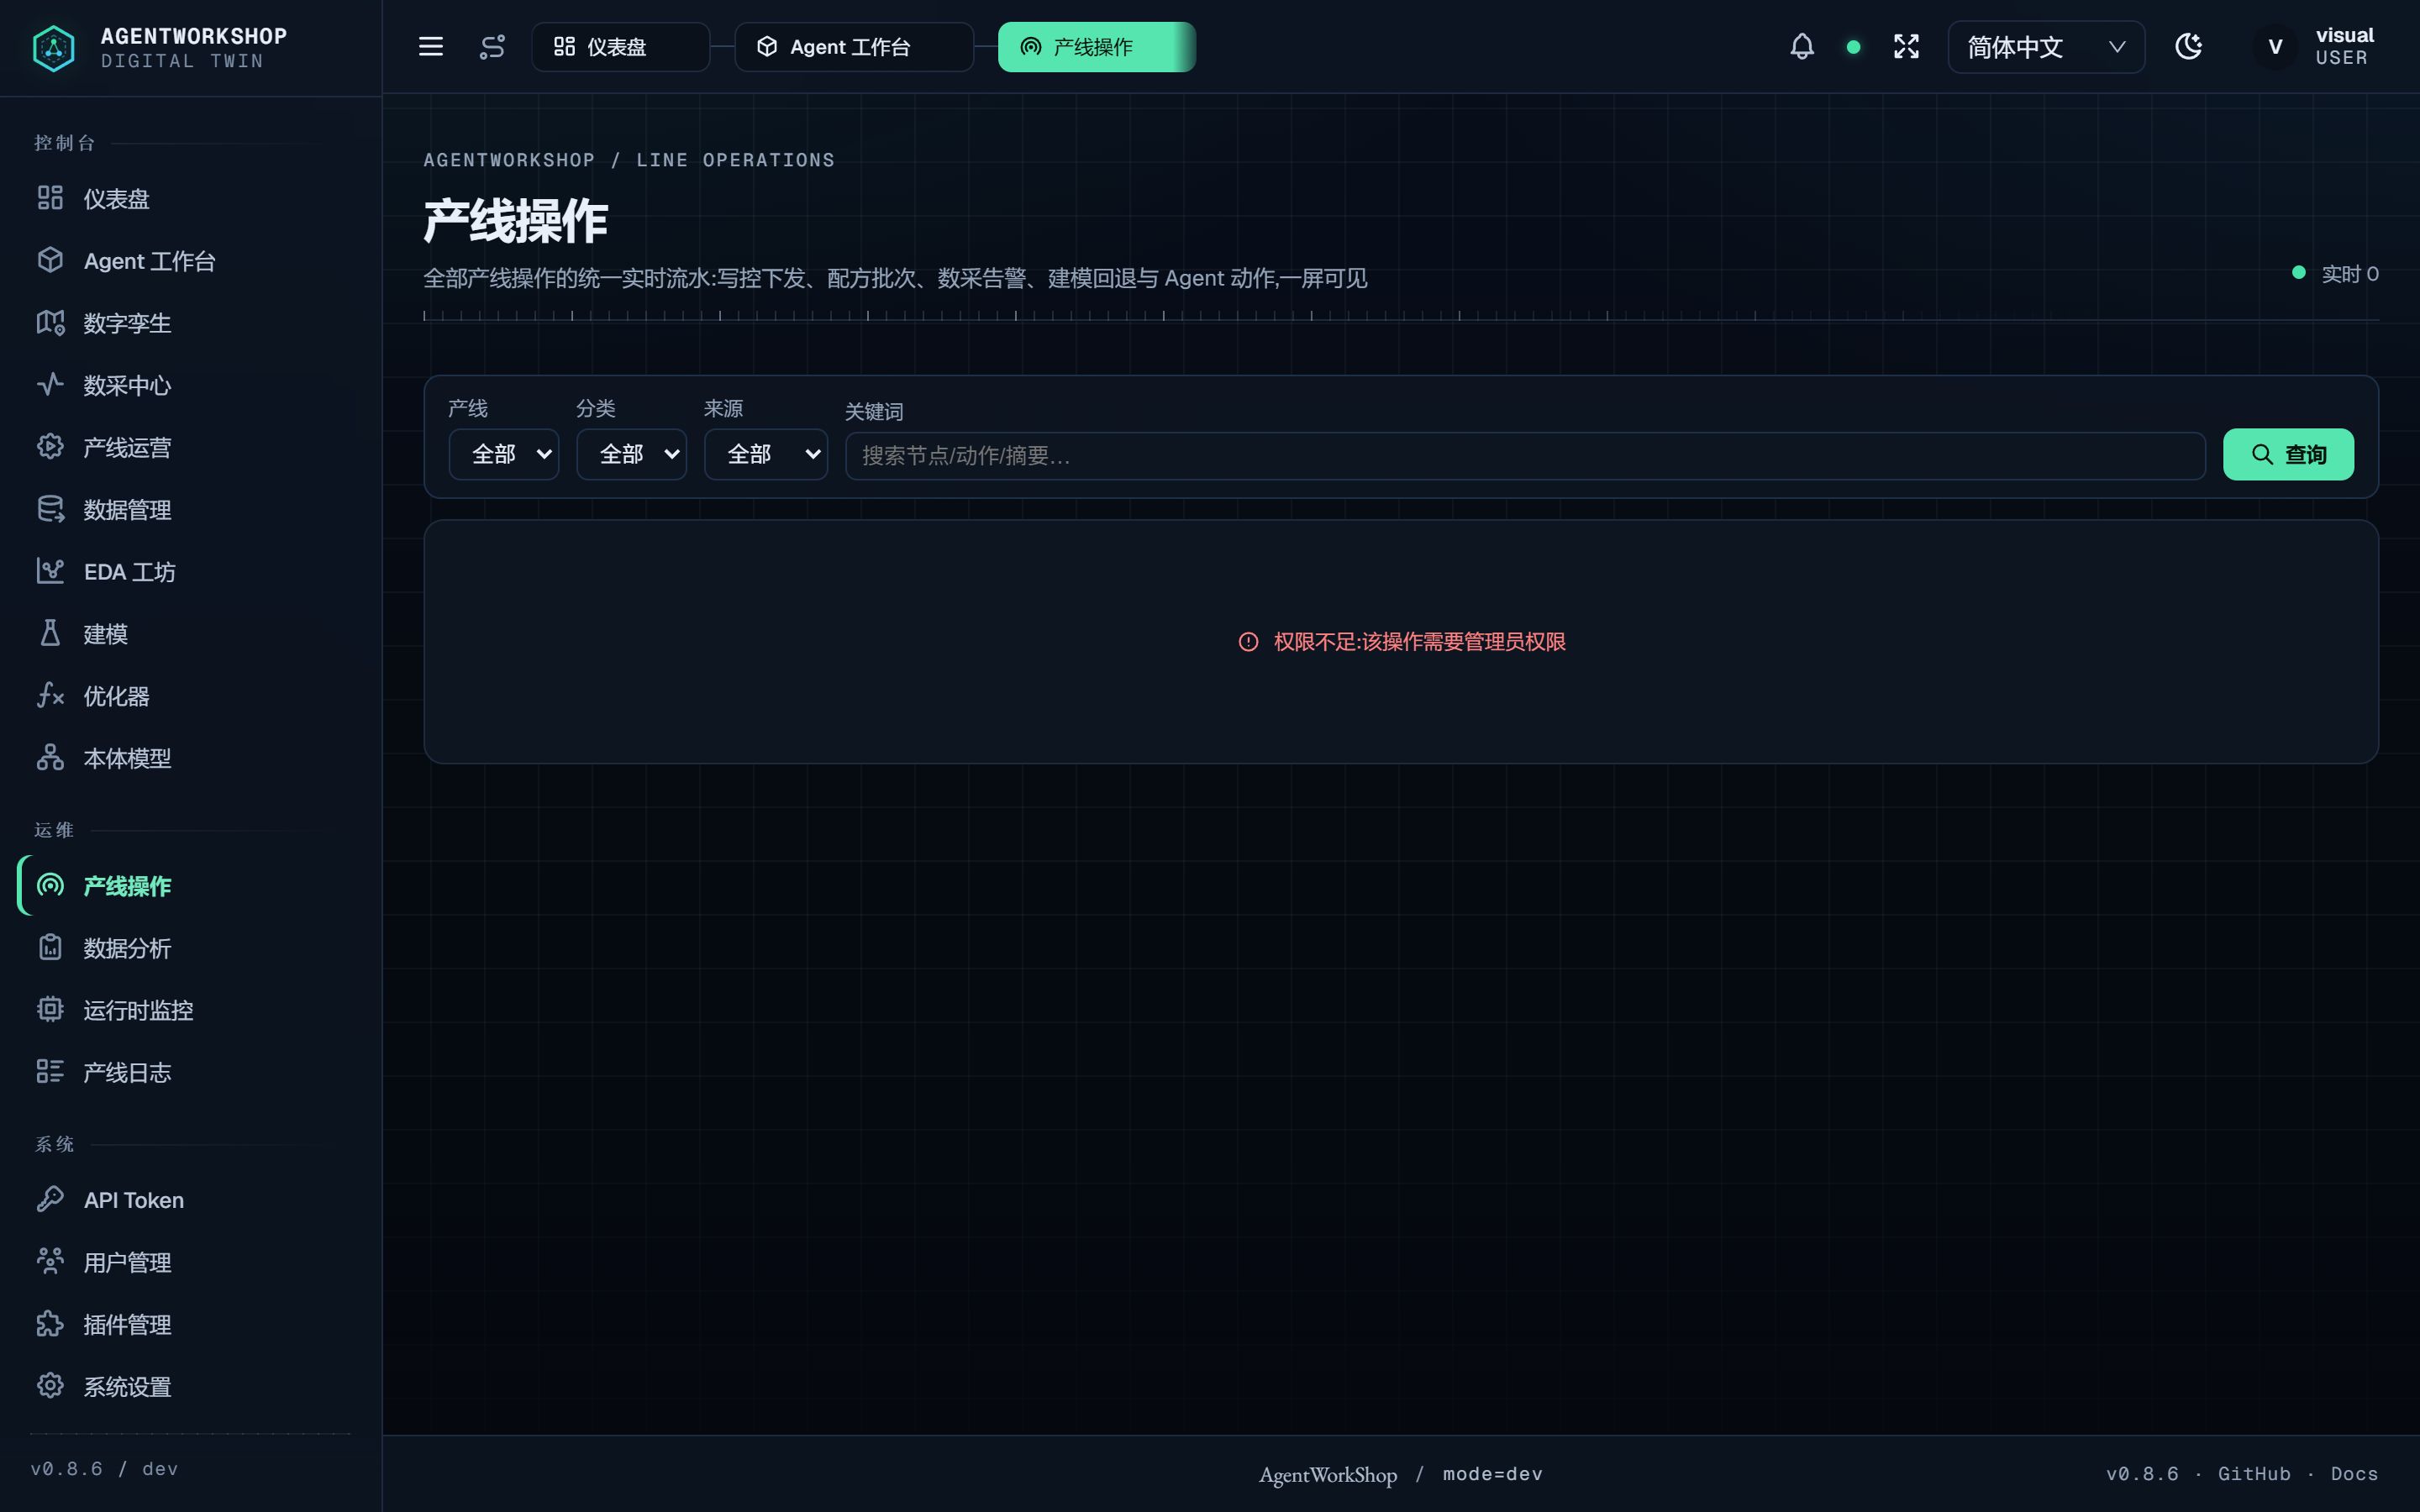 AGENTWORKSHOP
DIGITAL TWIN
控制台
仪表盘
Agent 工作台
数字孪生
数采中心
产线运营
数据管理
EDA 工坊
建模
优化器
本体模型
运维
产线操作
数据分析
运行时监控
产线日志
系统
API Token
用户管理
插件管理
系统设置
v0.8.6 / dev
仪表盘
Agent 工作台
产线操作
简体中文
V
visual
USER
AGENTWORKSHOP / LINE OPERATIONS
产线操作
全部产线操作的统一实时流水:写控下发、配方批次、数采告警、建模回退与 Agent 动作,一屏可见
实时 0
产线 分类 来源 关键词
全部 全部 全部 搜索节点/动作/摘要… 查询
权限不足:该操作需要管理员权限
AgentWorkShop / mode=dev
v0.8.6 · GitHub · Docs